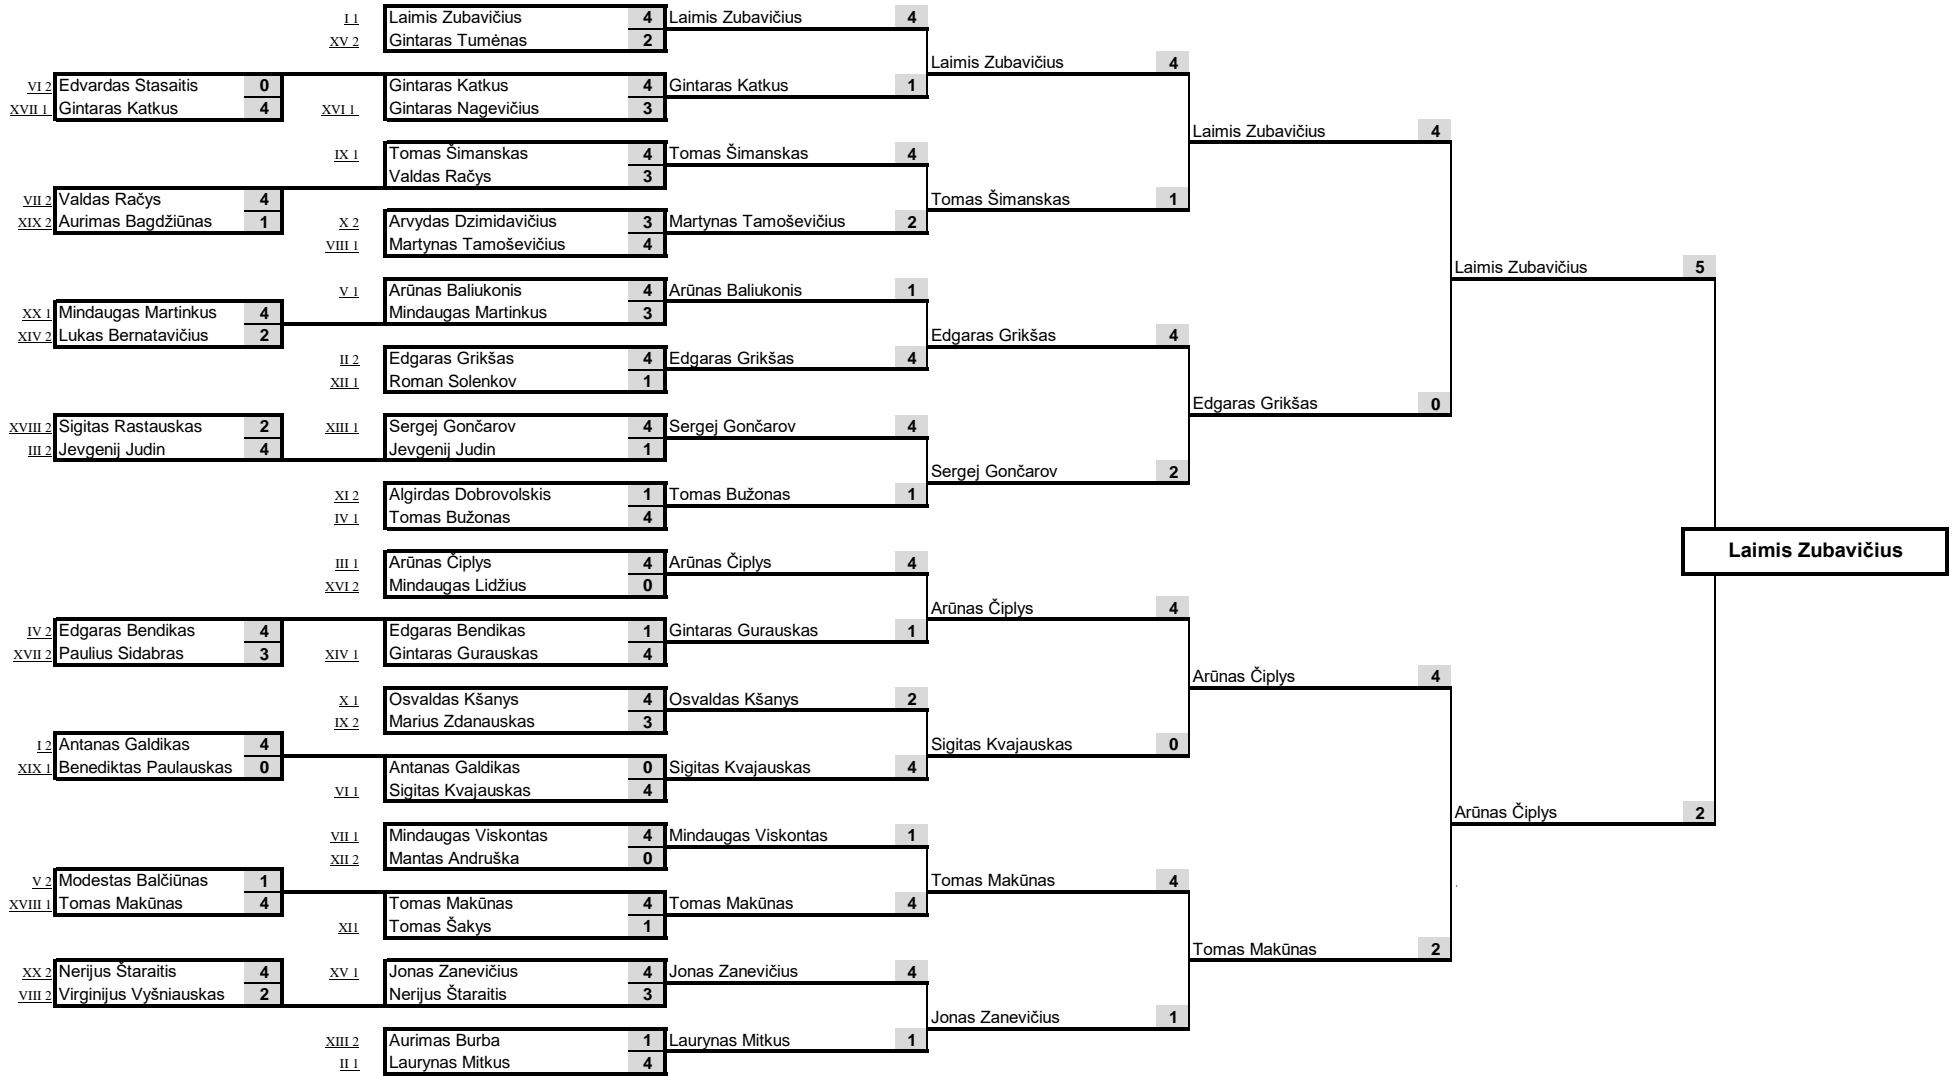 I 1 Laimis Zubavičius 4 Laimis Zubavičius 4
XV 2 Gintaras Tumėnas 2
Laimis Zubavičius 4
VI 2 Edvardas Stasaitis 0 Gintaras Katkus 4 Gintaras Katkus 1
XVII 1 Gintaras Katkus 4 XVI 1 Gintaras Nagevičius 3
Laimis Zubavičius 4
IX 1 Tomas Šimanskas 4 Tomas Šimanskas 4
Valdas Račys 3
VII 2 Valdas Račys 4 Tomas Šimanskas 1
XIX 2 Aurimas Bagdžiūnas 1 X 2 Arvydas Dzimidavičius 3 Martynas Tamoševičius 2
VIII 1 Martynas Tamoševičius 4
Laimis Zubavičius 5
V 1 Arūnas Baliukonis 4 Arūnas Baliukonis 1
XX 1 Mindaugas Martinkus 4 Mindaugas Martinkus 3
XIV 2 Lukas Bernatavičius 2 Edgaras Grikšas 4
II 2 Edgaras Grikšas 4 Edgaras Grikšas 4
XII 1 Roman Solenkov 1
Edgaras Grikšas 0
XVIII 2 Sigitas Rastauskas 2 XIII 1 Sergej Gončarov 4 Sergej Gončarov 4
III 2 Jevgenij Judin 4 Jevgenij Judin 1
Sergej Gončarov 2
XI 2 Algirdas Dobrovolskis 1 Tomas Bužonas 1
IV 1 Tomas Bužonas 4
Laimis Zubavičius
III 1 Arūnas Čiplys 4 Arūnas Čiplys 4
XVI 2 Mindaugas Lidžius 0
Arūnas Čiplys 4
IV 2 Edgaras Bendikas 4 Edgaras Bendikas 1 Gintaras Gurauskas 1
XVII 2 Paulius Sidabras 3 XIV 1 Gintaras Gurauskas 4
Arūnas Čiplys 4
X 1 Osvaldas Kšanys 4 Osvaldas Kšanys 2
IX 2 Marius Zdanauskas 3
I 2 Antanas Galdikas 4 Sigitas Kvajauskas 0
XIX 1 Benediktas Paulauskas 0 Antanas Galdikas 0 Sigitas Kvajauskas 4
VI 1 Sigitas Kvajauskas 4
Arūnas Čiplys 2
VII 1 Mindaugas Viskontas 4 Mindaugas Viskontas 1
XII 2 Mantas Andruška 0
V 2 Modestas Balčiūnas 1 Tomas Makūnas 4
XVIII 1 Tomas Makūnas 4 Tomas Makūnas 4 Tomas Makūnas 4
XI1 Tomas Šakys 1
Tomas Makūnas 2
XX 2 Nerijus Štaraitis 4 XV 1 Jonas Zanevičius 4 Jonas Zanevičius 4
VIII 2 Virginijus Vyšniauskas 2 Nerijus Štaraitis 3
Jonas Zanevičius 1
XIII 2 Aurimas Burba 1 Laurynas Mitkus 1
II 1 Laurynas Mitkus 4